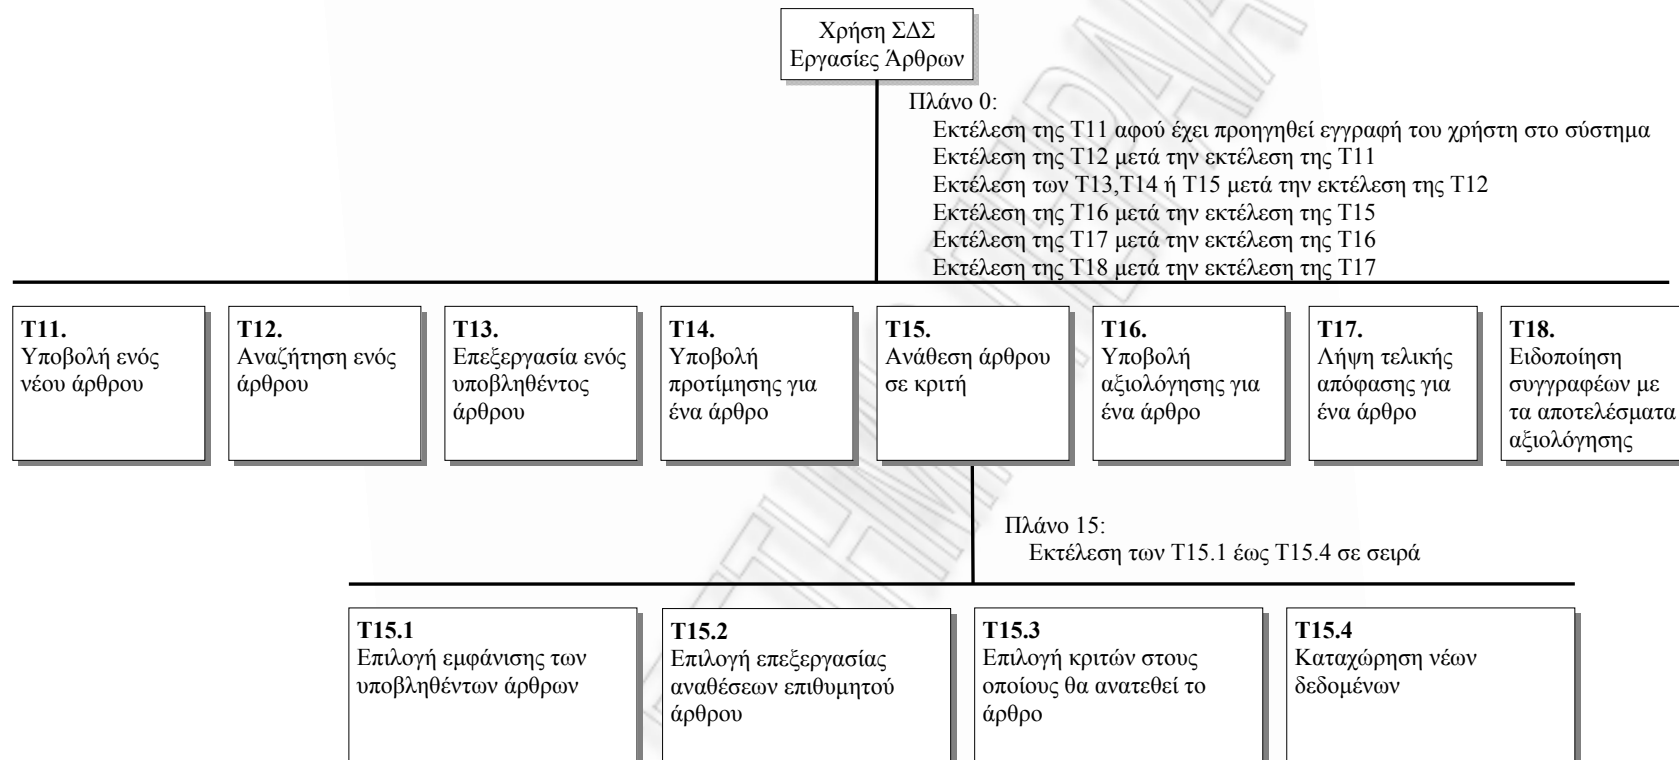 Χρήση ΣΔΣ
Εργασίες Άρθρων
Πλάνο 0:
Εκτέλεση της Τ11 αφού έχει προηγηθεί εγγραφή του χρήστη στο σύστημα
Εκτέλεση της Τ12 μετά την εκτέλεση της Τ11
Εκτέλεση των Τ13,Τ14 ή Τ15 μετά την εκτέλεση της Τ12
Εκτέλεση της Τ16 μετά την εκτέλεση της Τ15
Εκτέλεση της Τ17 μετά την εκτέλεση της Τ16
Εκτέλεση της Τ18 μετά την εκτέλεση της Τ17
Τ11.
Υποβολή ενός
νέου άρθρου
Τ12.
Αναζήτηση ενός
άρθρου
Τ13.
Επεξεργασία ενός
υποβληθέντος
άρθρου
Τ14.
Υποβολή
προτίμησης για
ένα άρθρο
Τ15.
Ανάθεση άρθρου
σε κριτή
Τ16.
Υποβολή
αξιολόγησης για
ένα άρθρο
Τ17.
Λήψη τελικής
απόφασης για
ένα άρθρο
Τ18.
Ειδοποίηση
συγγραφέων με
τα αποτελέσματα
αξιολόγησης
Πλάνο 15:
Εκτέλεση των Τ15.1 έως Τ15.4 σε σειρά
Τ15.1
Επιλογή εμφάνισης των
υποβληθέντων άρθρων
Τ15.2
Επιλογή επεξεργασίας
αναθέσεων επιθυμητού
άρθρου
Τ15.3
Επιλογή κριτών στους
οποίους θα ανατεθεί το
άρθρο
Τ15.4
Καταχώρηση νέων
δεδομένων